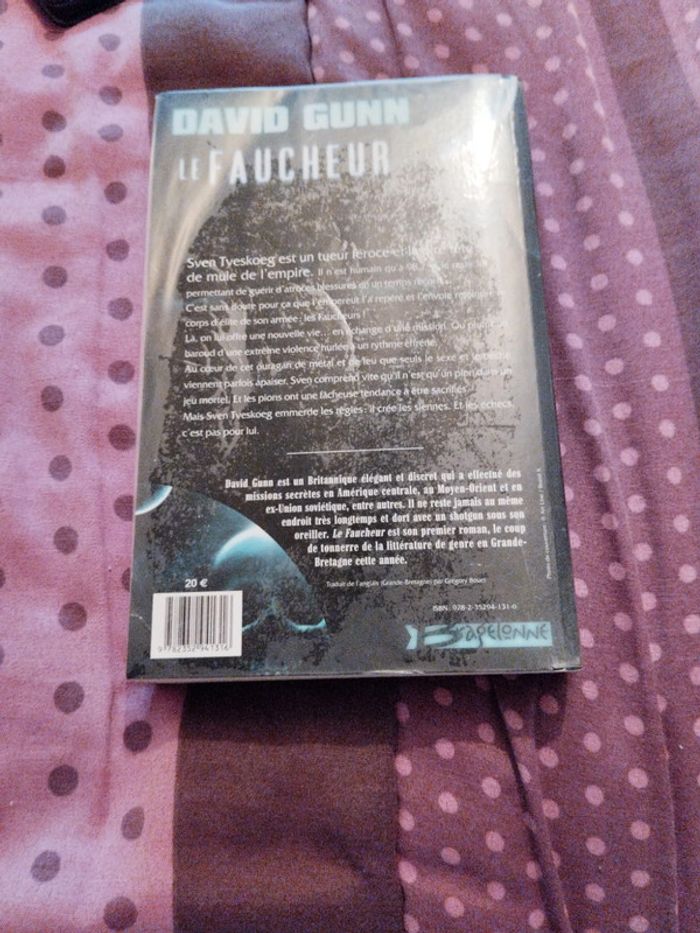 DAVID GUNN
LE FAUCHEUR
Sven Tveskoeg est un tueur féroce et
de mule de l'empire. Il n'est humain qu'à
permettant de guérir d'atroces blessures en un temps
C'est sans doute pour ça que l'empereur l'a repéré et l'envoie
corps d'élite de son armée : les Faucheurs !
Là, on lui offre une nouvelle vie... en échange d'une mission. Ou plutôt
baroud d'une extrême violence hurlée à un rythme effréné.
Au cœur de cet ouragan de métal et de feu que seuls le sexe et
viennent parfois apaiser, Sven comprend vite qu'il n'est qu'un pion dans un
jeu mortel. Et les pions ont une fâcheuse tendance à être sacrifiés.
Mais Sven Tveskoeg emmerde les règles : il crée les siennes. Et les échecs,
c'est pas pour lui.
David Gunn est un Britannique élégant et discret qui a effectué des
missions secrètes en Amérique centrale, au Moyen-Orient et en
ex-Union soviétique, entre autres. Il ne reste jamais au même
endroit très longtemps et dort avec un shotgun sous son
oreiller. Le Faucheur est son premier roman, le coup
de tonnerre de la littérature de genre en Grande-
Bretagne cette année.
Traduit de l'anglais (Grande-Bretagne) par Grégory Bouet
20 €
ISBN : 978-2-35294-131-6
9782352941316
Bragelonne